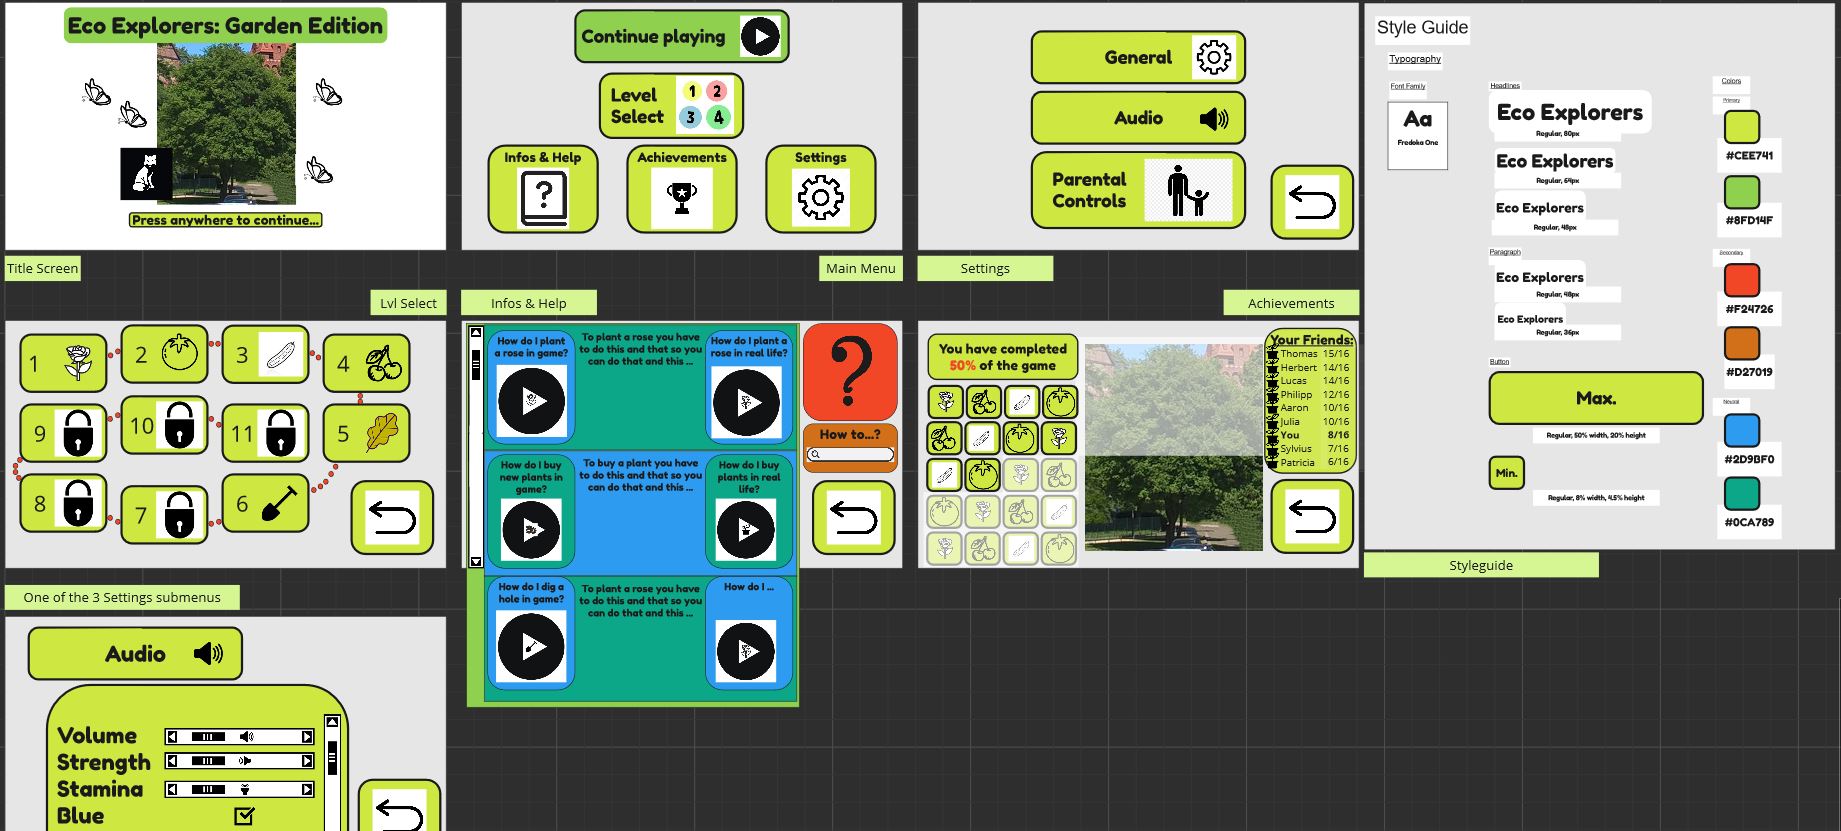 Eco Explorers: Garden Edition
Press anywhere to continue...
Title Screen
Continue playing
Level
Select
1
2
3
4
Infos & Help
?
Achievements
Settings
Main Menu
General
Audio
Parental
Controls
Settings
Style Guide
Typography
Font Family
Aa
Fredoka One
Headlines
Eco Explorers
Regular, 80px
Eco Explorers
Regular, 64px
Eco Explorers
Regular, 48px
Paragraph
Eco Explorers
Regular, 48px
Eco Explorers
Regular, 36px
Button
Max.
Regular, 50% width, 20% height
Min.
Regular, 8% width, 4.5% height
Colors
Primary
#CEE741
#8FD14F
Secondary
#F24726
#D27019
Neutral
#2D9BF0
#0CA789
Styleguide
Lvl Select
1
2
3
4
9
10
11
5
8
7
6
Infos & Help
How do I plant
a rose in game?
To plant a rose you have
to do this and that so you
can do that and this ...
How do I plant a
rose in real life?
How do I buy
new plants in
game?
To buy a plant you have
to do this and that so you
can do that and this ...
How do I buy
plants in real
life?
How do I dig a
hole in game?
To plant a rose you have
to do this and that so you
can do that and this ...
How do I ...
?
How to...?
Achievements
You have completed
50% of the game
Your Friends:
Thomas 15/16
Herbert 14/16
Lucas 14/16
Philipp 12/16
Aaron 10/16
Julia 10/16
You 8/16
Sylvius 7/16
Patricia 6/16
One of the 3 Settings submenus
Audio
Volume
Strength
Stamina
Blue